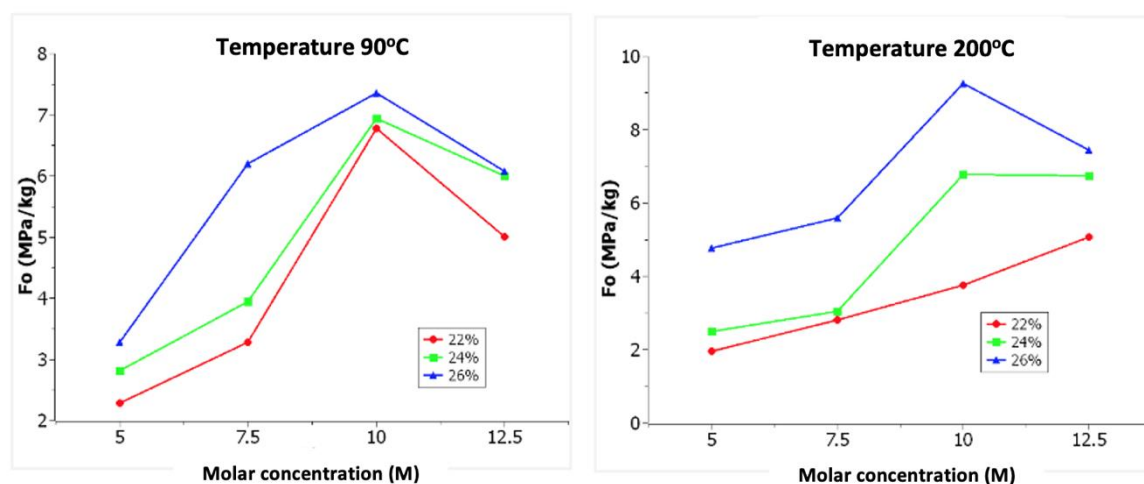 Temperature 90°C
8
7
6
5
4
3
2
Fo (MPa/kg)
22%
24%
26%
5 7.5 10 12.5
Molar concentration (M)
Temperature 200°C
10
8
6
4
2
0
Fo (MPa/kg)
22%
24%
26%
5 7.5 10 12.5
Molar concentration (M)